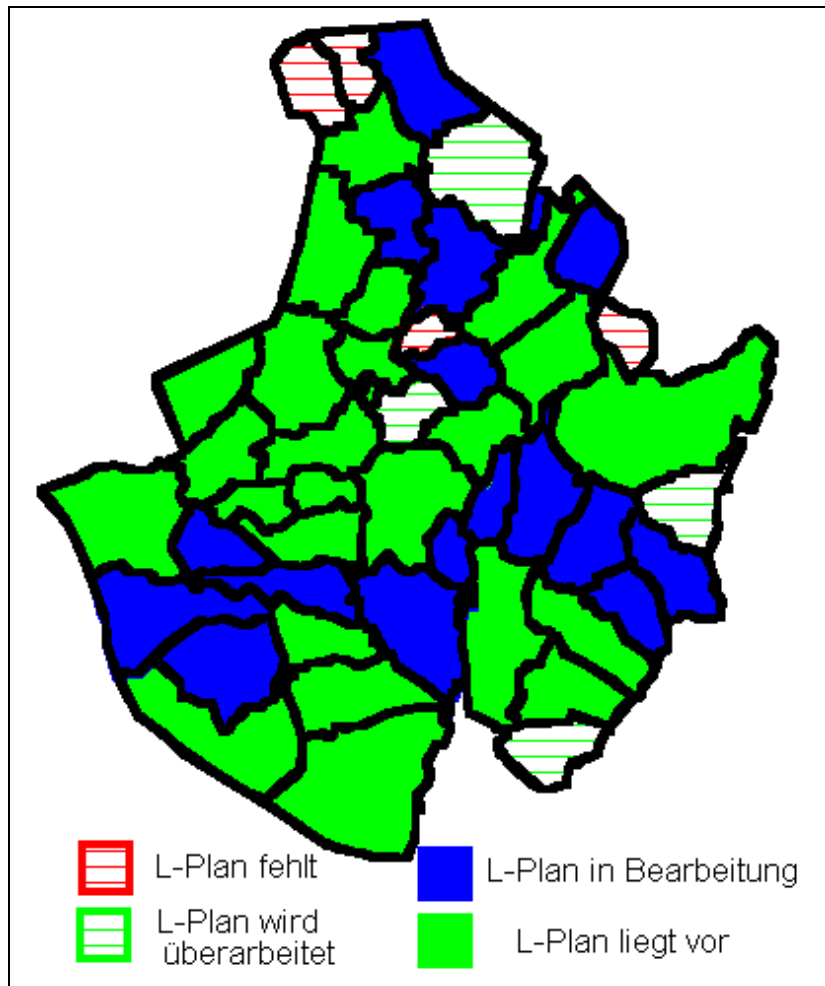 L-Plan fehlt
L-Plan in Bearbeitung
L-Plan wird
überarbeitet
L-Plan liegt vor